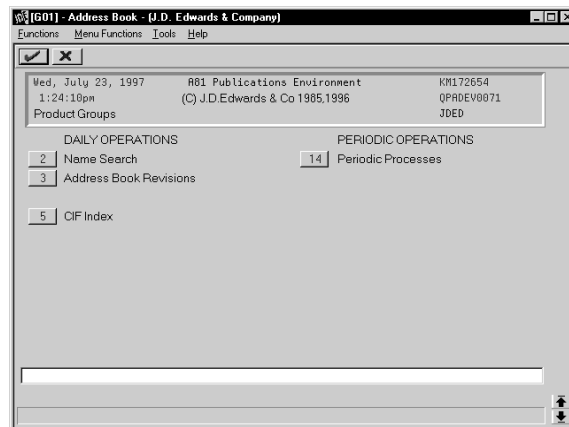 [G01] - Address Book - (J.D. Edwards & Company)
Functions Menu Functions Tools Help
Wed, July 23, 1997 A81 Publications Environment KM172654
1:24:10pm (C) J.D.Edwards & Co 1985,1996 QPADEV0071
Product Groups JDED
DAILY OPERATIONS PERIODIC OPERATIONS
2 Name Search 14 Periodic Processes
3 Address Book Revisions
5 CIF Index